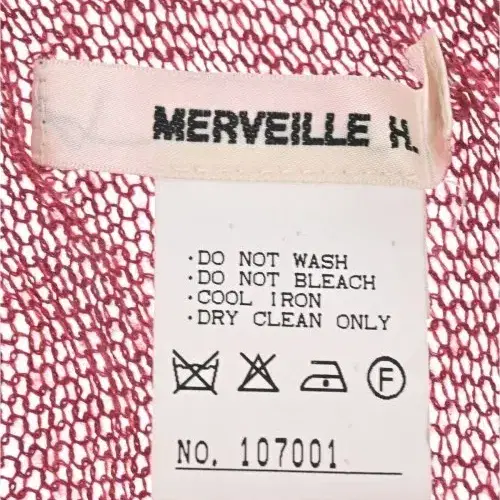 MERVEILLE H.
·DO NOT WASH
·DO NOT BLEACH
·COOL IRON
·DRY CLEAN ONLY
F
NO. 107001